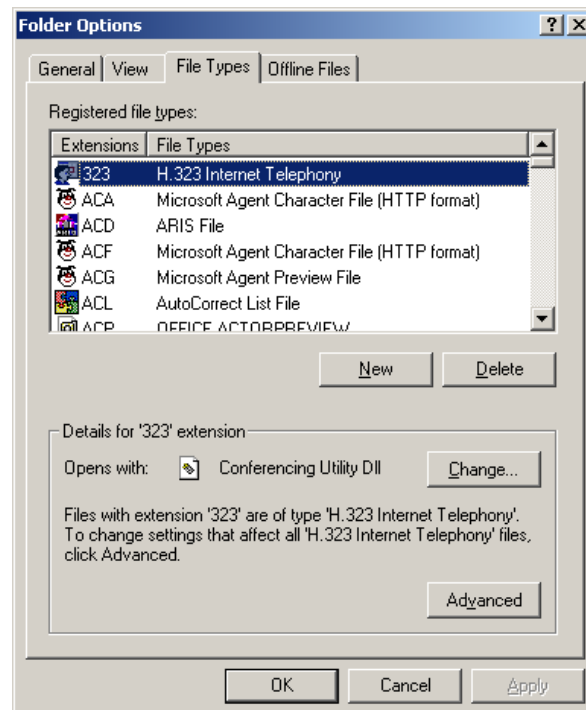 Folder Options
General View File Types Offline Files
Registered file types:
Extensions File Types
323 H.323 Internet Telephony
ACA Microsoft Agent Character File (HTTP format)
ACD ARIS File
ACF Microsoft Agent Character File (HTTP format)
ACG Microsoft Agent Preview File
ACL AutoCorrect List File
ACP OFFICE ACTORPREVIEW
New Delete
Details for '323' extension
Opens with: Conferencing Utility Dll Change...
Files with extension '323' are of type 'H.323 Internet Telephony'.
To change settings that affect all 'H.323 Internet Telephony' files,
click Advanced.
Advanced
OK Cancel Apply